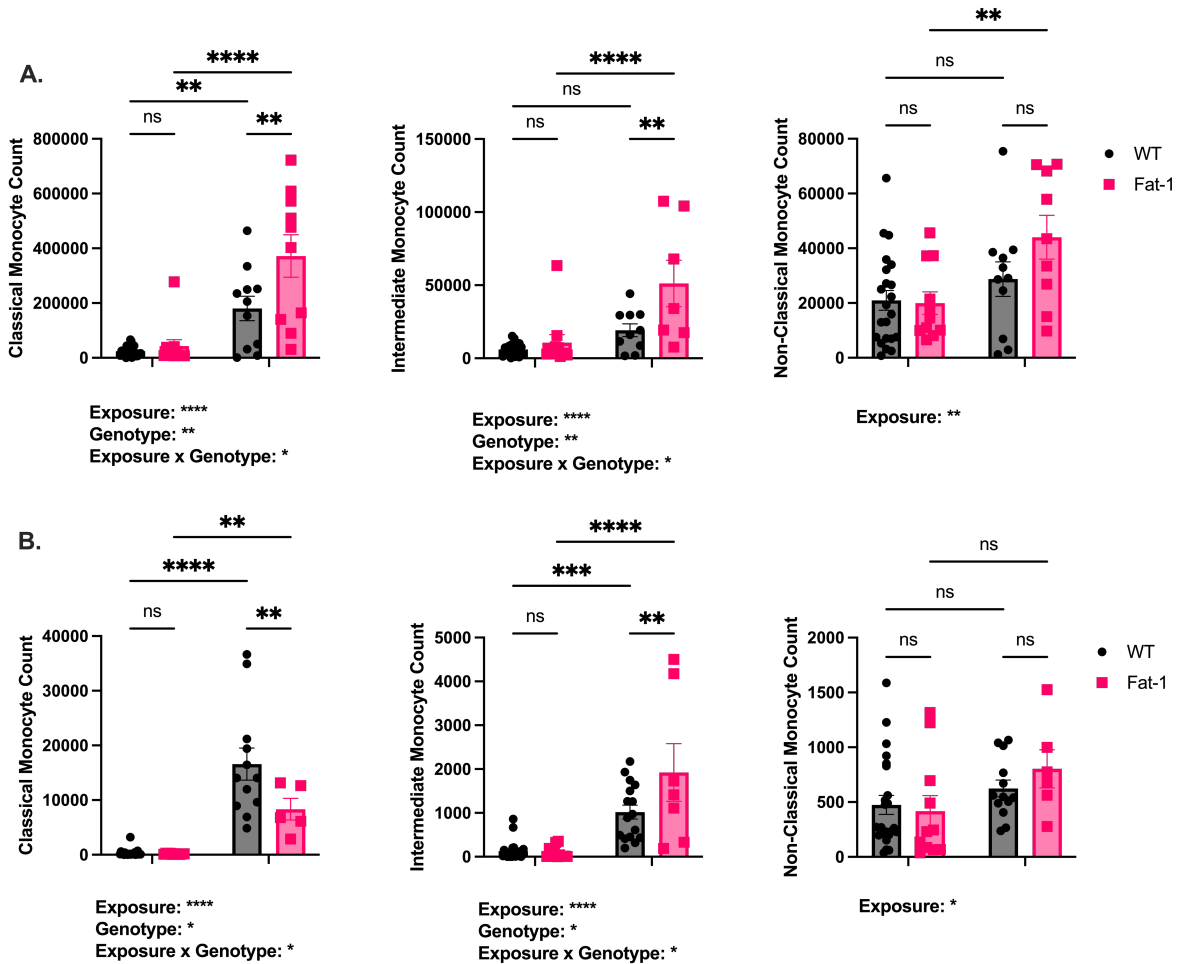 A.
Classical Monocyte Count
800000
600000
400000
200000
0
ns
**
****
**
Exposure: ****
Genotype: **
Exposure x Genotype: *
Intermediate Monocyte Count
150000
100000
50000
0
ns
ns
****
**
Exposure: ****
Genotype: **
Exposure x Genotype: *
Non-Classical Monocyte Count
80000
60000
40000
20000
0
ns
ns
**
ns
Exposure: **
WT
Fat-1
B.
Classical Monocyte Count
40000
30000
20000
10000
0
ns
****
**
**
Exposure: ****
Genotype: *
Exposure x Genotype: *
Intermediate Monocyte Count
5000
4000
3000
2000
1000
0
ns
***
****
**
Exposure: ****
Genotype: *
Exposure x Genotype: *
Non-Classical Monocyte Count
2000
1500
1000
500
0
ns
ns
ns
ns
Exposure: *
WT
Fat-1